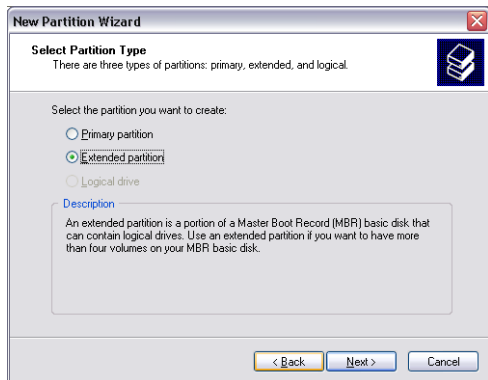 New Partition Wizard
Select Partition Type
There are three types of partitions: primary, extended, and logical.
Select the partition you want to create:
Primary partition
Extended partition
Logical drive
Description
An extended partition is a portion of a Master Boot Record (MBR) basic disk that
can contain logical drives. Use an extended partition if you want to have more
than four volumes on your MBR basic disk.
< Back Next > Cancel